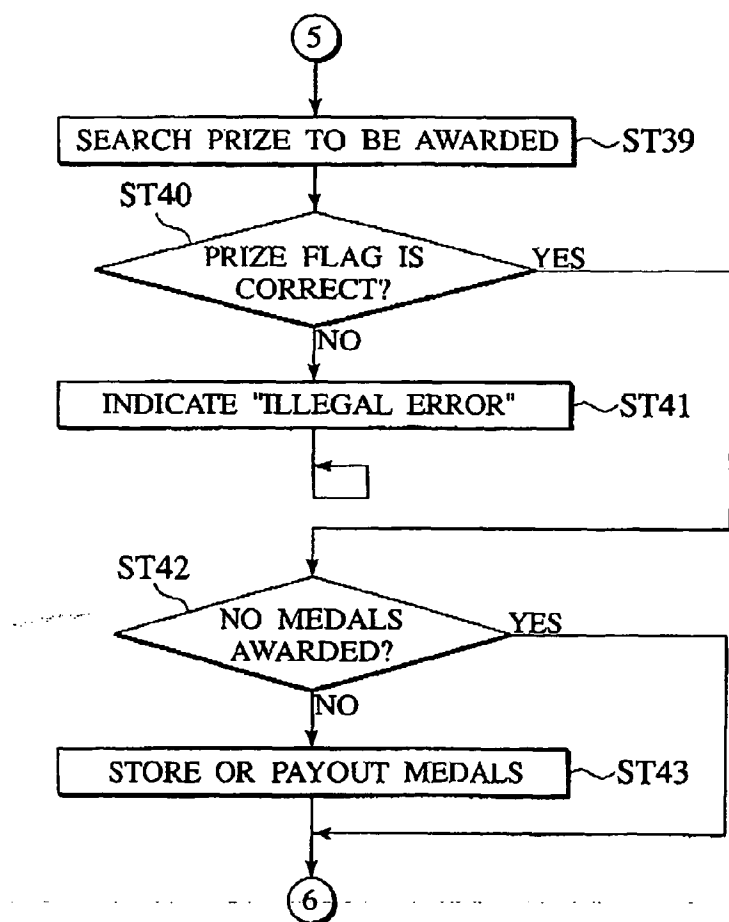 5
SEARCH PRIZE TO BE AWARDED
ST39
ST40
PRIZE FLAG IS
CORRECT?
YES
NO
INDICATE "ILLEGAL ERROR"
ST41
ST42
NO MEDALS
AWARDED?
YES
NO
STORE OR PAYOUT MEDALS
ST43
6